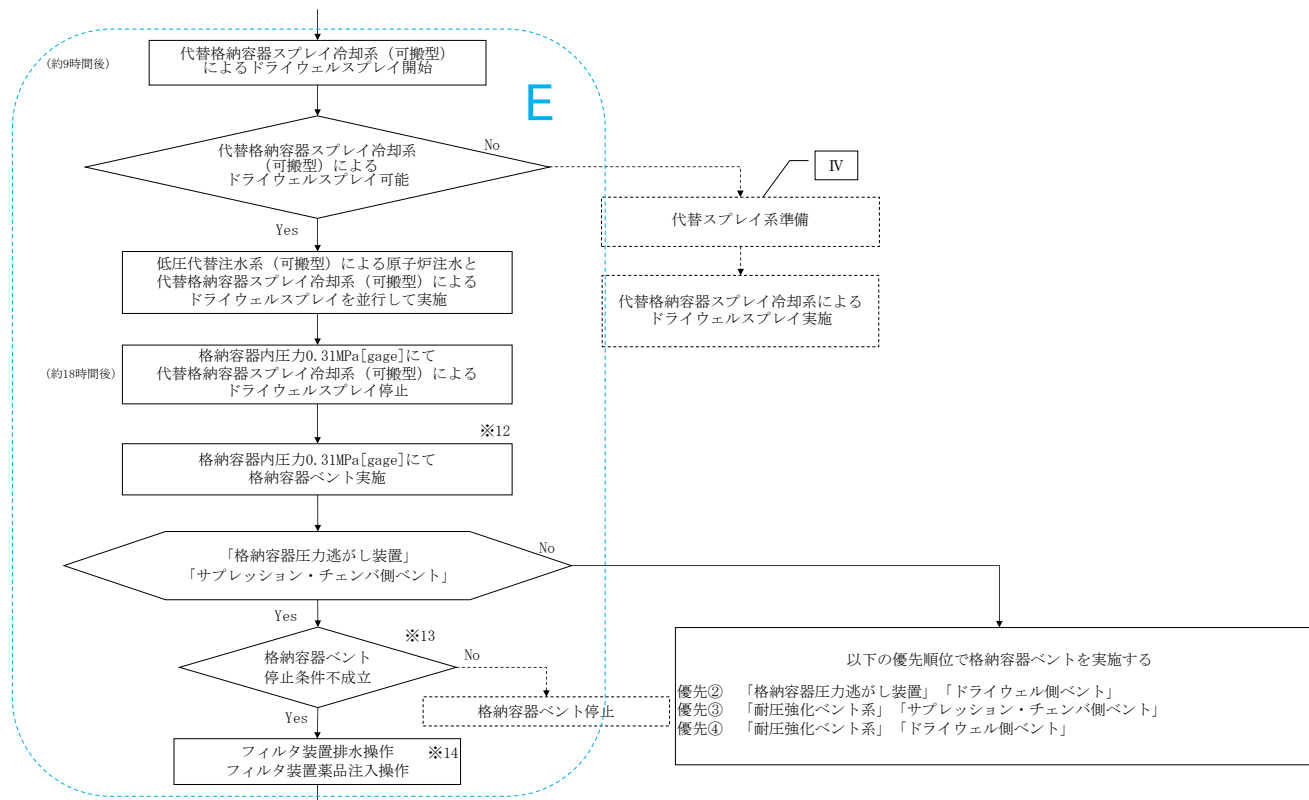 (約9時間後)
代替格納容器スプレイ冷却系（可搬型）
によるドライウェルスプレイ開始
E
代替格納容器スプレイ冷却系
（可搬型）による
ドライウェルスプレイ可能
No
Ⅳ
代替スプレイ系準備
Yes
低圧代替注水系（可搬型）による原子炉注水と
代替格納容器スプレイ冷却系（可搬型）による
ドライウェルスプレイを並行して実施
代替格納容器スプレイ冷却系による
ドライウェルスプレイ実施
(約18時間後)
格納容器内圧力0.31MPa[gage]にて
代替格納容器スプレイ冷却系（可搬型）による
ドライウェルスプレイ停止
※12
格納容器内圧力0.31MPa[gage]にて
格納容器ベント実施
「格納容器圧力逃がし装置」
「サプレッション・チェンバ側ベント」
No
Yes
※13
格納容器ベント
停止条件不成立
No
格納容器ベント停止
以下の優先順位で格納容器ベントを実施する
優先② 「格納容器圧力逃がし装置」「ドライウェル側ベント」
優先③ 「耐圧強化ベント系」「サプレッション・チェンバ側ベント」
優先④ 「耐圧強化ベント系」「ドライウェル側ベント」
Yes
フィルタ装置排水操作 ※14
フィルタ装置薬品注入操作